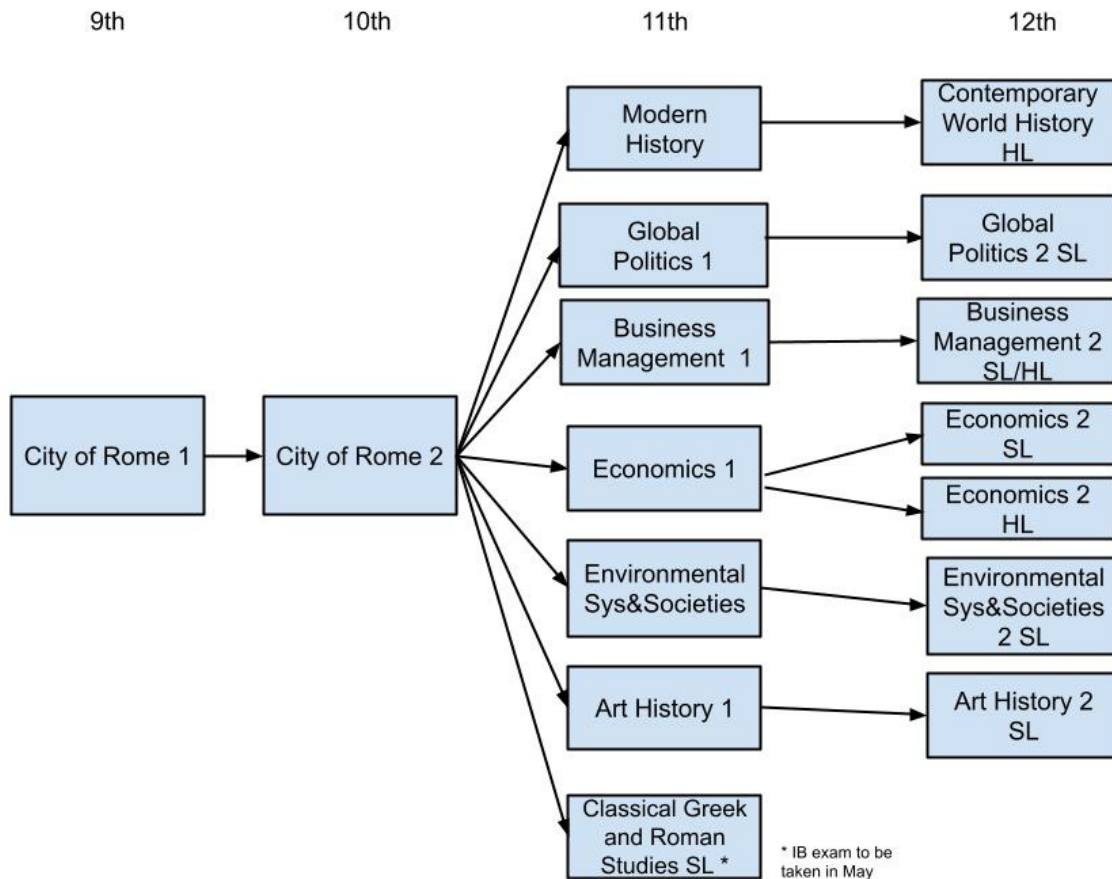 9th
10th
11th
12th
City of Rome 1
City of Rome 2
Modern
History
Contemporary
World History
HL
Global
Politics 1
Global
Politics 2 SL
Business
Management 1
Business
Management 2
SL/HL
Economics 1
Economics 2
SL
Economics 2
HL
Environmental
Sys&Societies
Environmental
Sys&Societies
2 SL
Art History 1
Art History 2
SL
Classical Greek
and Roman
Studies SL *
* IB exam to be
taken in May